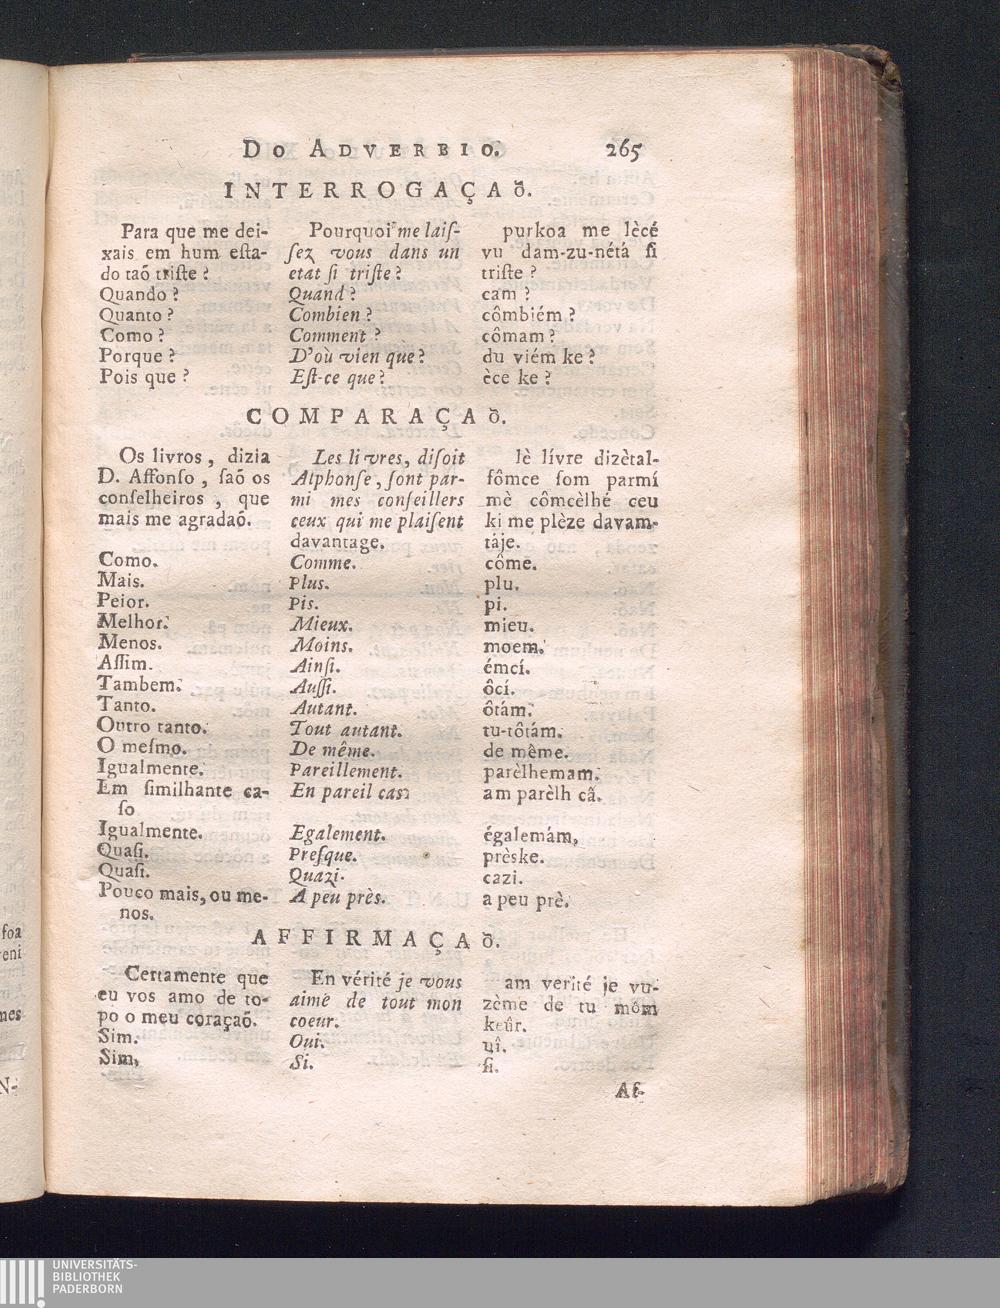 Do Adverbio. 265
INTERROGAÇAÕ.
Para que me dei- Pourquoi me laiſ- purkoa me lècé
xais em hum eſta- ſez vous dans un vu dam-zu-nétá ſi
do taõ triſte ? etat ſi triſte ? triſte ?
Quando ? Quand ? cam ?
Quanto ? Combien ? cômbiém ?
Como ? Comment ? cômam ?
Porque ? D'où vien que ? du viém ke ?
Pois que ? Eſt-ce que ? èce ke ?
COMPARAÇAÕ.
Os livros , dizia Les livres, diſoit lè lívre dizètal-
D. Affonſo , ſaõ os Alphonſe , ſont par- fômce ſom parmí
conſelheiros , que mi mes conſeillers mè cômcèlhé ceu
mais me agradaõ. ceux qui me plaiſent ki me plèze davam-
davantage. táje.
Como. Comme. côme.
Mais. Plus. plu.
Peior. Pis. pi.
Melhor. Mieux. mieu.
Menos. Moins. moem.
Aſſim. Ainſi. émcí.
Tambem. Auſſi. ôcí.
Tanto. Autant. ôtám.
Outro tanto. Tout autant. tu-tôtám.
O meſmo. De même. de même.
Igualmente. Pareillement. parèlhemam.
Em ſimilhante ca- En pareil cas am parèlh câ.
ſo
Igualmente. Egalement. égalemám,
Quaſi. Preſque. prèske.
Quaſi. Quazi. cazi.
Pouco mais, ou me- A peu près. a peu prè.
nos.
AFFIRMAÇAÕ.
Certamente que En vérité je vous am verité je vu-
eu vos amo de to- aime de tout mon zème de tu môm
po o meu coraçaõ. coeur. keûr.
Sim. Oui. uî.
Sim, Si. ſi.
Af-
foa
reni
nes
N-
UNIVERSITÄTS-
BIBLIOTHEK
PADERBORN